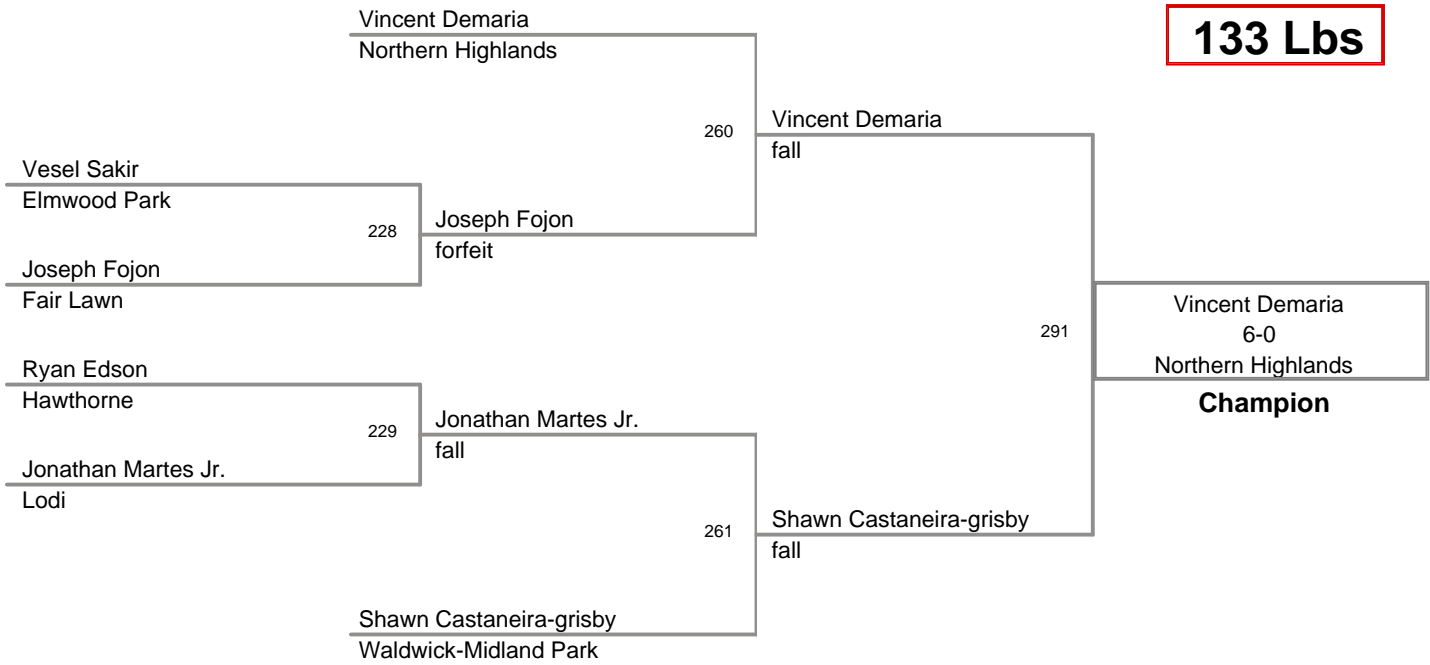 Vincent Demaria
Northern Highlands
133 Lbs
260
Vincent Demaria
fall
Vesel Sakir
Elmwood Park
228
Joseph Fojon
forfeit
Joseph Fojon
Fair Lawn
291
Vincent Demaria
6-0
Northern Highlands
Champion
Ryan Edson
Hawthorne
229
Jonathan Martes Jr.
fall
Jonathan Martes Jr.
Lodi
261
Shawn Castaneira-grisby
fall
Shawn Castaneira-grisby
Waldwick-Midland Park